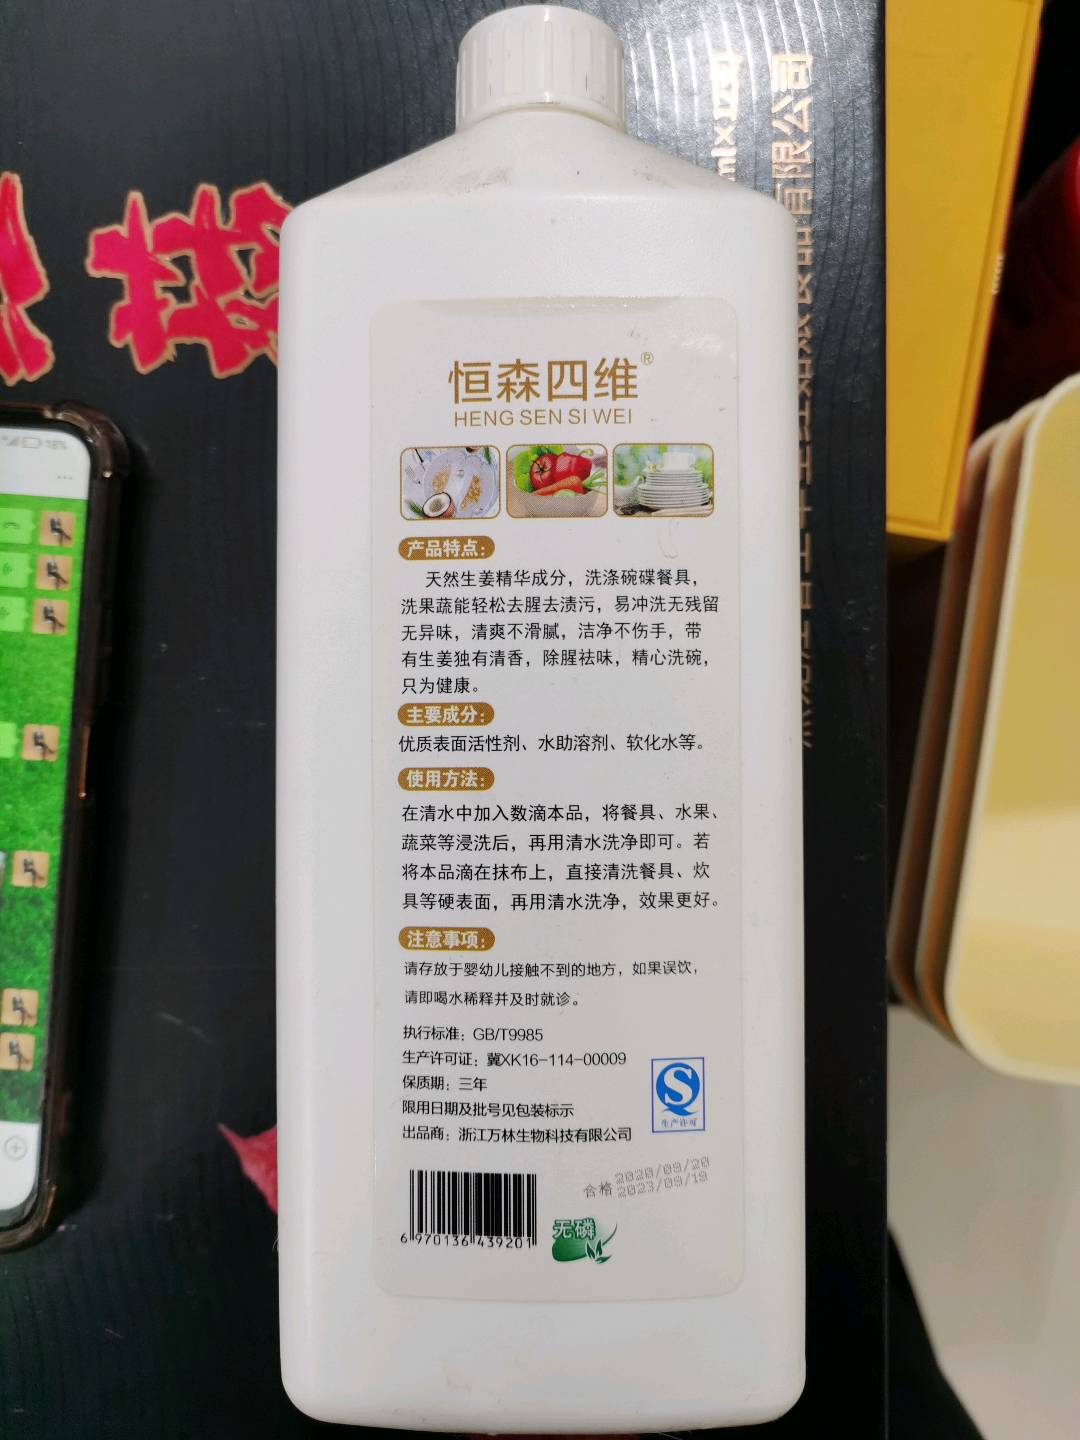 恒森四维®
HENG SEN SI WEI
产品特点:
天然生姜精华成分，洗涤碗碟餐具，
洗果蔬能轻松去腥去渍污，易冲洗无残留
无异味，清爽不滑腻，洁净不伤手，带
有生姜独有清香，除腥祛味，精心洗碗，
只为健康。
主要成分:
优质表面活性剂、水助溶剂、软化水等。
使用方法:
在清水中加入数滴本品，将餐具、水果、
蔬菜等浸洗后，再用清水洗净即可。若
将本品滴在抹布上，直接清洗餐具、炊
具等硬表面，再用清水洗净，效果更好。
注意事项:
请存放于婴幼儿接触不到的地方，如果误饮，
请即喝水稀释并及时就诊。
执行标准：GB/T9985
生产许可证：冀XK16-114-00009
保质期：三年
限用日期及批号见包装标示
出品商：浙江万林生物科技有限公司
生产许可
合格
2020/09/20
2023/09/19
6 970136 439201
无磷
有限公司
18%